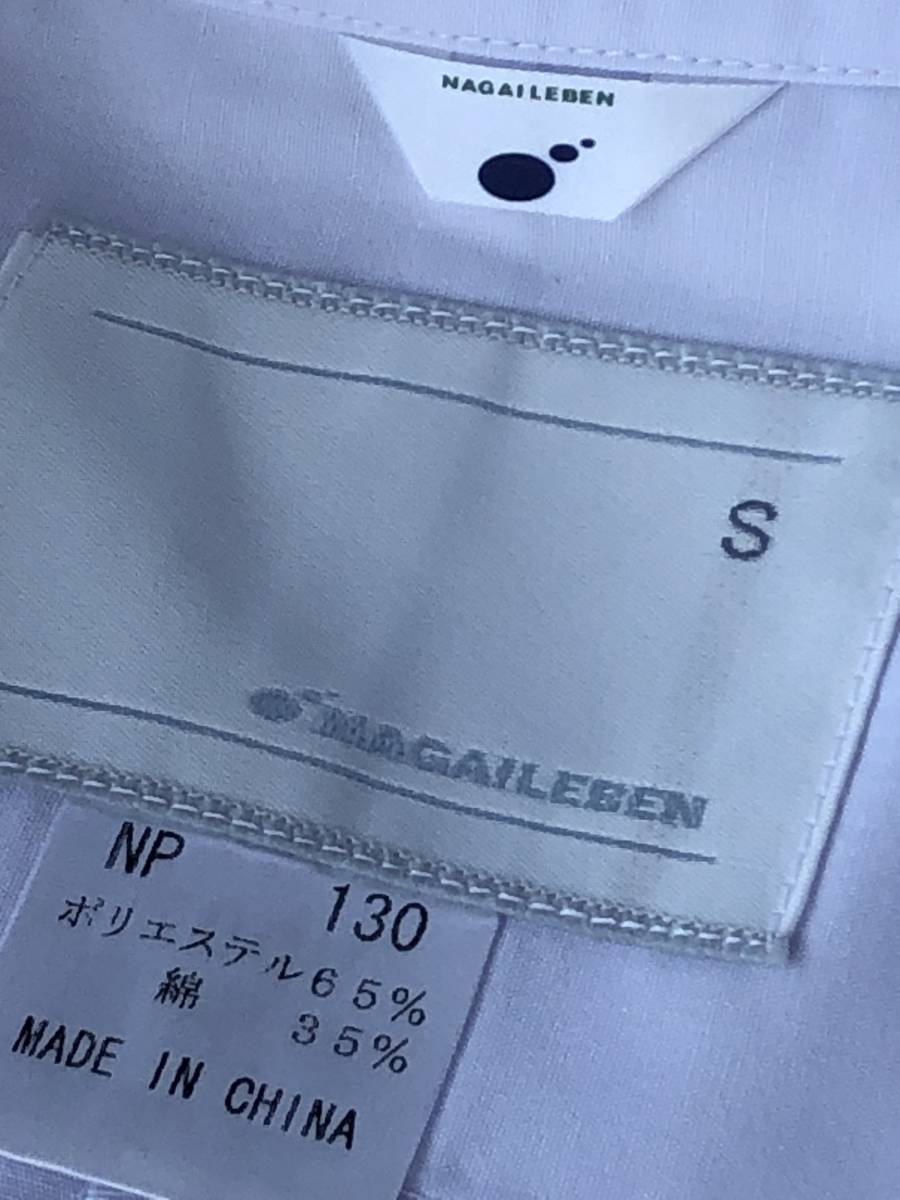 NAGAILEBEN
S
NAGAILEBEN
NP 130
ポリエステル65%
綿 35%
MADE IN CHINA